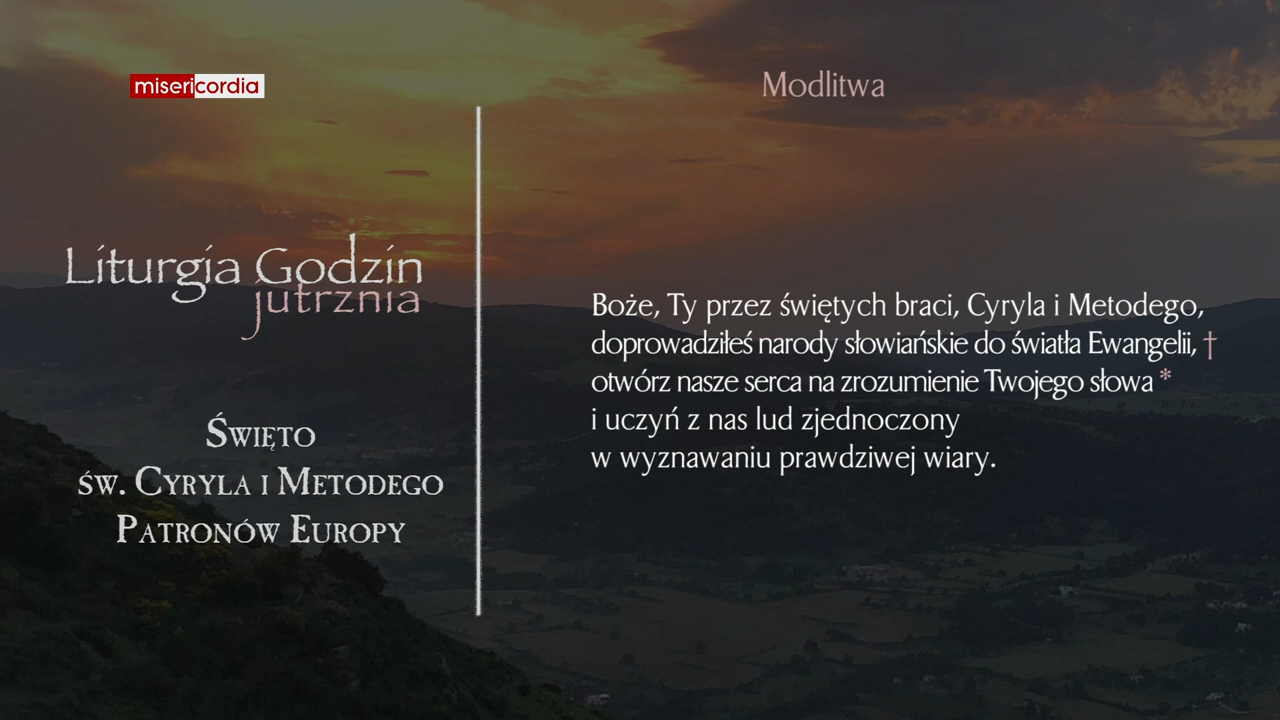 misericordia
Liturgia Godzin
jutrznia
Święto
św. Cyryla i Metodego
Patronów Europy
Modlitwa
Boże, Ty przez świętych braci, Cyryla i Metodego,
doprowadziłeś narody słowiańskie do światła Ewangelii, †
otwórz nasze serca na zrozumienie Twojego słowa *
i uczyń z nas lud zjednoczony
w wyznawaniu prawdziwej wiary.